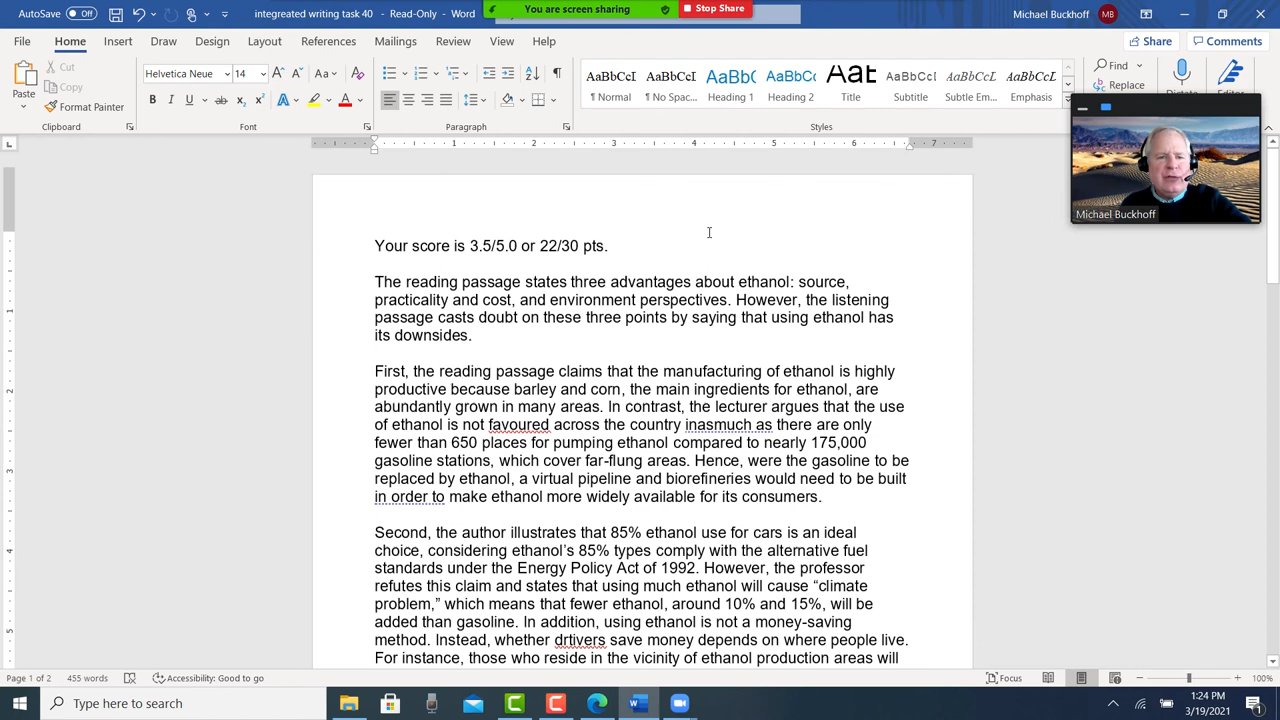 AutoSave Off integrated writing task 40 - Read-Only - Word You are screen sharing Stop Share Michael Buckhoff MB
File Home Insert Draw Design Layout References Mailings Review View Help Share Comments
Paste Cut Copy Format Painter
Helvetica Neue 14
AaBbCcI ¶ Normal
AaBbCcI ¶ No Spac...
AaBb( Heading 1
AaBbCcI Heading 2
AaB Title
AaBbCcI Subtitle
AaBbCcL Subtle Em...
AaBbCcL Emphasis
Find
Replace
Dictate
Editor
Clipboard Font Paragraph Styles
Michael Buckhoff
1 2 3 4 5 6 7
Your score is 3.5/5.0 or 22/30 pts.
The reading passage states three advantages about ethanol: source,
practicality and cost, and environment perspectives. However, the listening
passage casts doubt on these three points by saying that using ethanol has
its downsides.
First, the reading passage claims that the manufacturing of ethanol is highly
productive because barley and corn, the main ingredients for ethanol, are
abundantly grown in many areas. In contrast, the lecturer argues that the use
of ethanol is not favoured across the country inasmuch as there are only
fewer than 650 places for pumping ethanol compared to nearly 175,000
gasoline stations, which cover far-flung areas. Hence, were the gasoline to be
replaced by ethanol, a virtual pipeline and biorefineries would need to be built
in order to make ethanol more widely available for its consumers.
Second, the author illustrates that 85% ethanol use for cars is an ideal
choice, considering ethanol's 85% types comply with the alternative fuel
standards under the Energy Policy Act of 1992. However, the professor
refutes this claim and states that using much ethanol will cause “climate
problem,” which means that fewer ethanol, around 10% and 15%, will be
added than gasoline. In addition, using ethanol is not a money-saving
method. Instead, whether drtivers save money depends on where people live.
For instance, those who reside in the vicinity of ethanol production areas will
Page 1 of 2 455 words Accessibility: Good to go Focus 100%
Type here to search
1:24 PM
3/19/2021